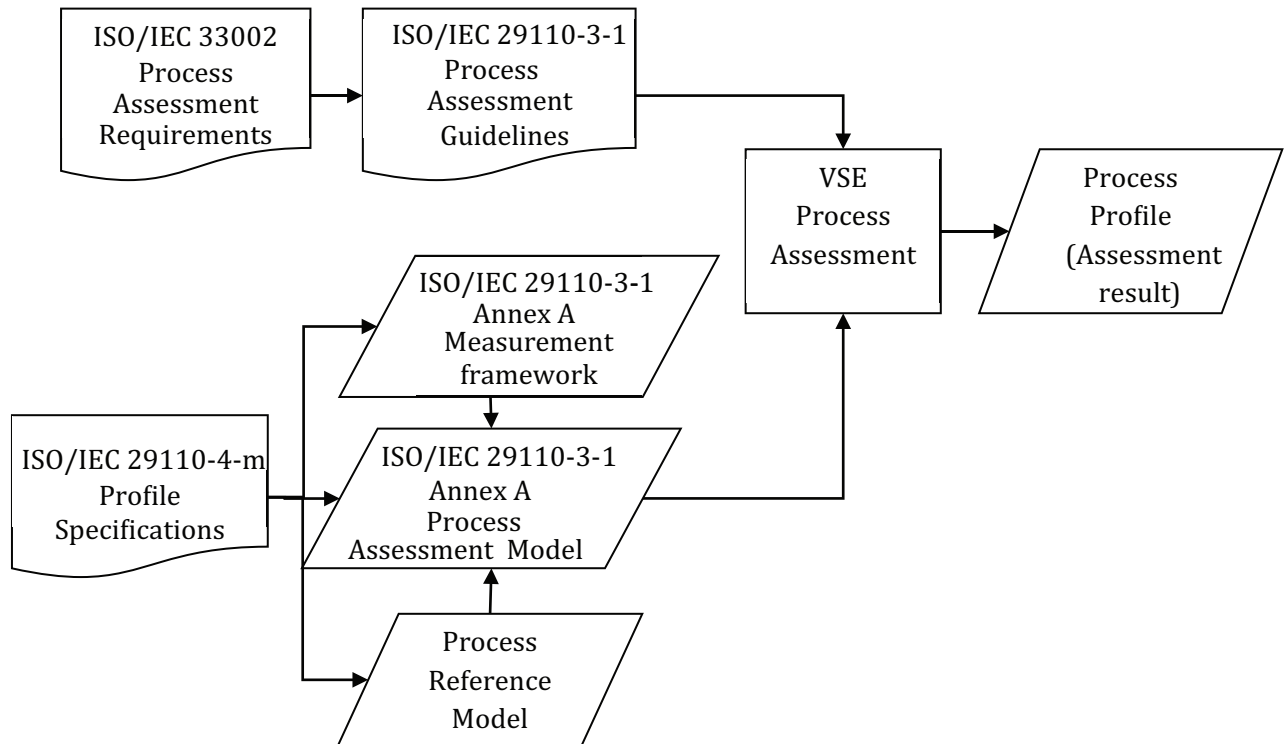 ISO/IEC 33002
Process
Assessment
Requirements
ISO/IEC 29110-3-1
Process
Assessment
Guidelines
VSE
Process
Assessment
Process
Profile
(Assessment
result)
ISO/IEC 29110-3-1
Annex A
Measurement
framework
ISO/IEC 29110-4-m
Profile
Specifications
ISO/IEC 29110-3-1
Annex A
Process
Assessment Model
Process
Reference
Model